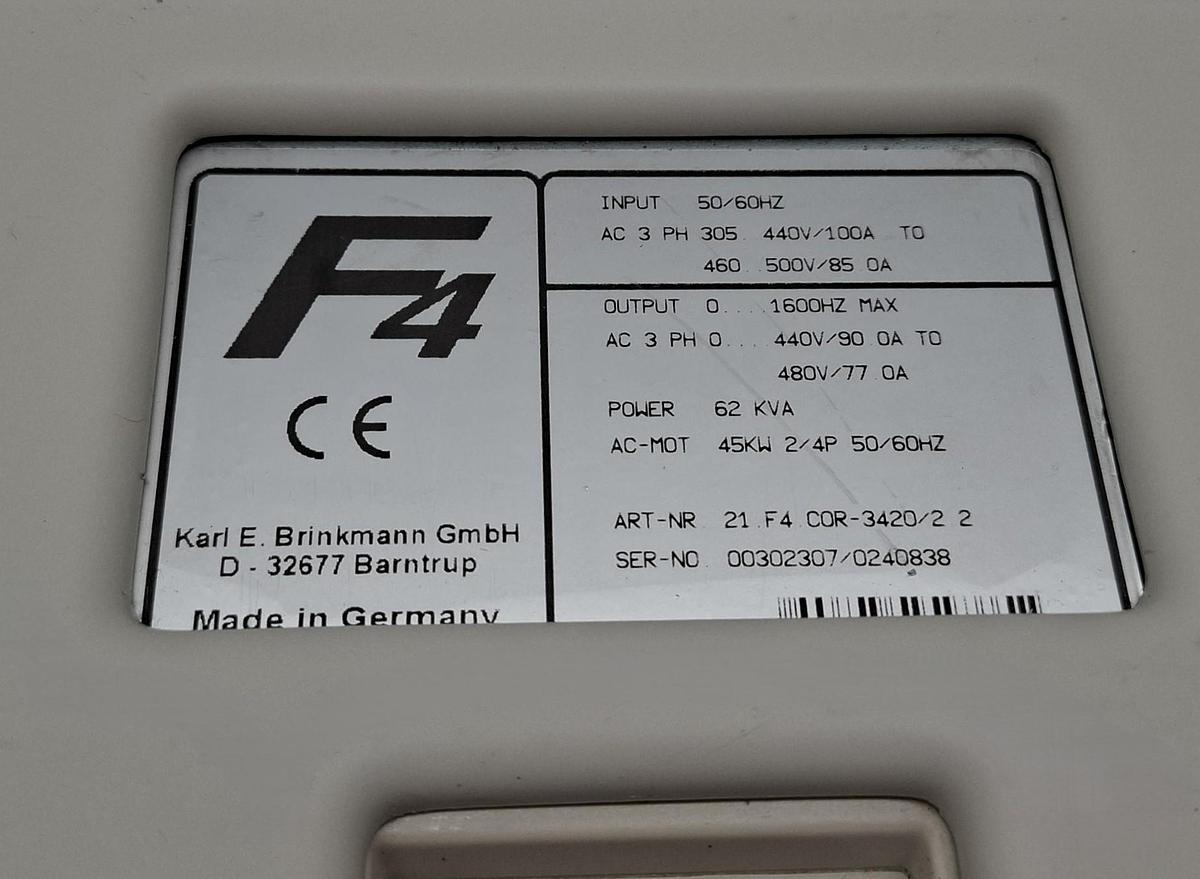 F4
CE
Karl E. Brinkmann GmbH
D - 32677 Barntrup
Made in Germany
INPUT 50/60HZ
AC 3 PH 305. 440V/100A TO
460..500V/85.0A
OUTPUT 0....1600HZ MAX
AC 3 PH 0.... 440V/90.0A TO
480V/77.0A
POWER 62 KVA
AC-MOT 45KW 2/4P 50/60HZ
ART-NR 21.F4.C0R-3420/2.2
SER-NO. 00302307/0240838